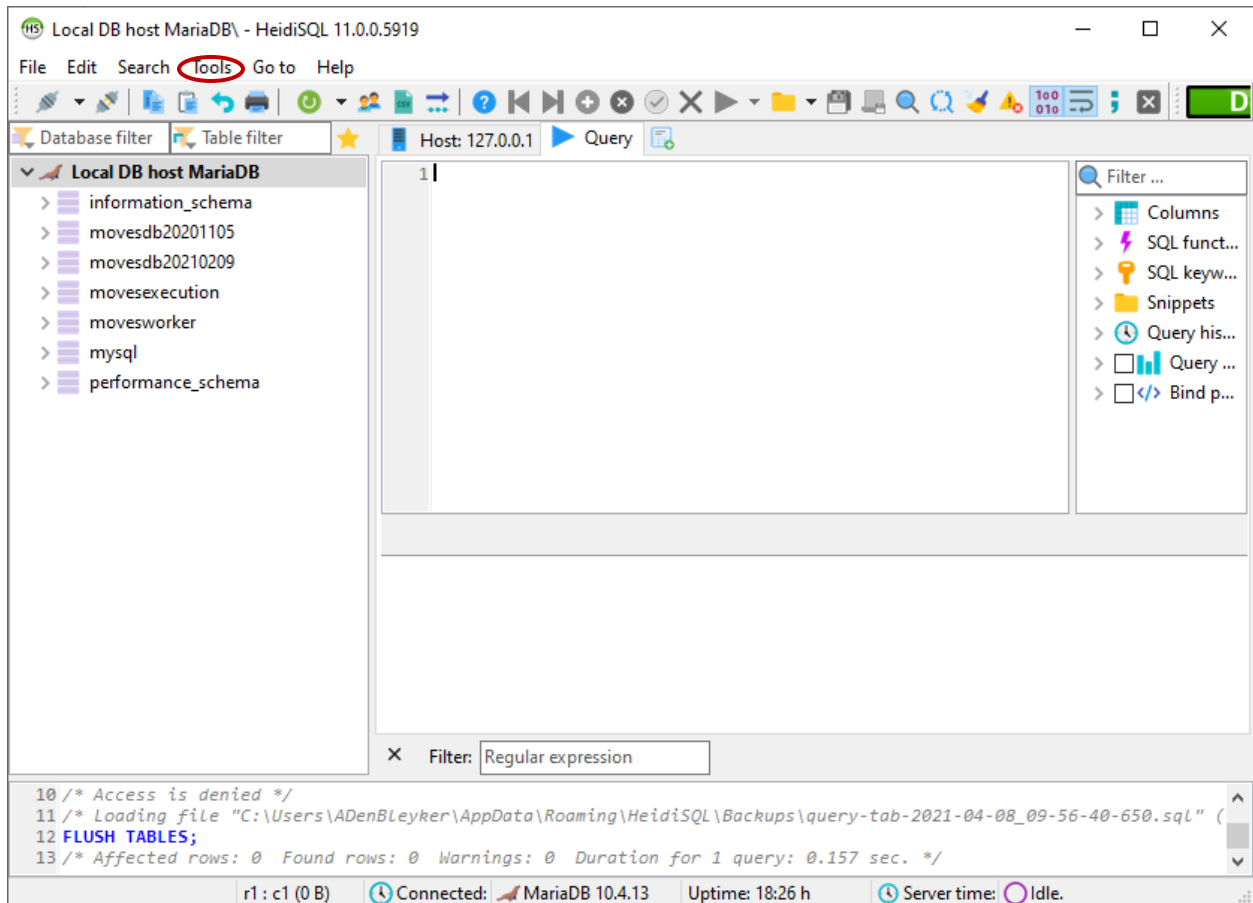 HS Local DB host MariaDB\ - HeidiSQL 11.0.0.5919
File Edit Search Tools Go to Help
csv 100 010 ; D
Database filter Table filter Host: 127.0.0.1 Query
Local DB host MariaDB
information_schema
movesdb20201105
movesdb20210209
movesexecution
movesworker
mysql
performance_schema
1
Filter ...
Columns
SQL funct...
SQL keyw...
Snippets
Query his...
Query ...
Bind p...
Filter: Regular expression
10 /* Access is denied */
11 /* Loading file "C:\Users\ADenBleyker\AppData\Roaming\HeidiSQL\Backups\query-tab-2021-04-08_09-56-40-650.sql" (
12 FLUSH TABLES;
13 /* Affected rows: 0 Found rows: 0 Warnings: 0 Duration for 1 query: 0.157 sec. */
r1 : c1 (0 B) Connected: MariaDB 10.4.13 Uptime: 18:26 h Server time: Idle.